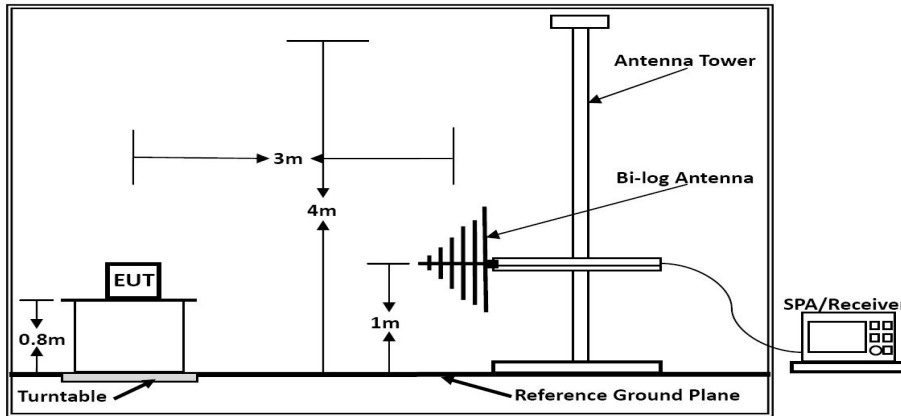 Antenna Tower
3m
Bi-log Antenna
4m
EUT
SPA/Receiver
1m
0.8m
Turntable
Reference Ground Plane